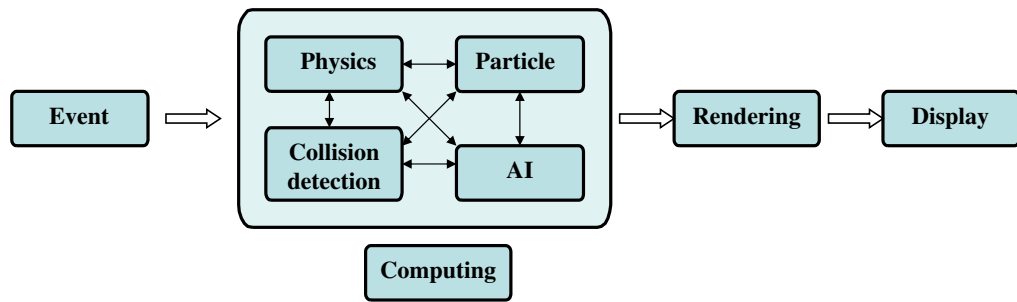 Event
Physics
Particle
Collision
detection
AI
Rendering
Display
Computing